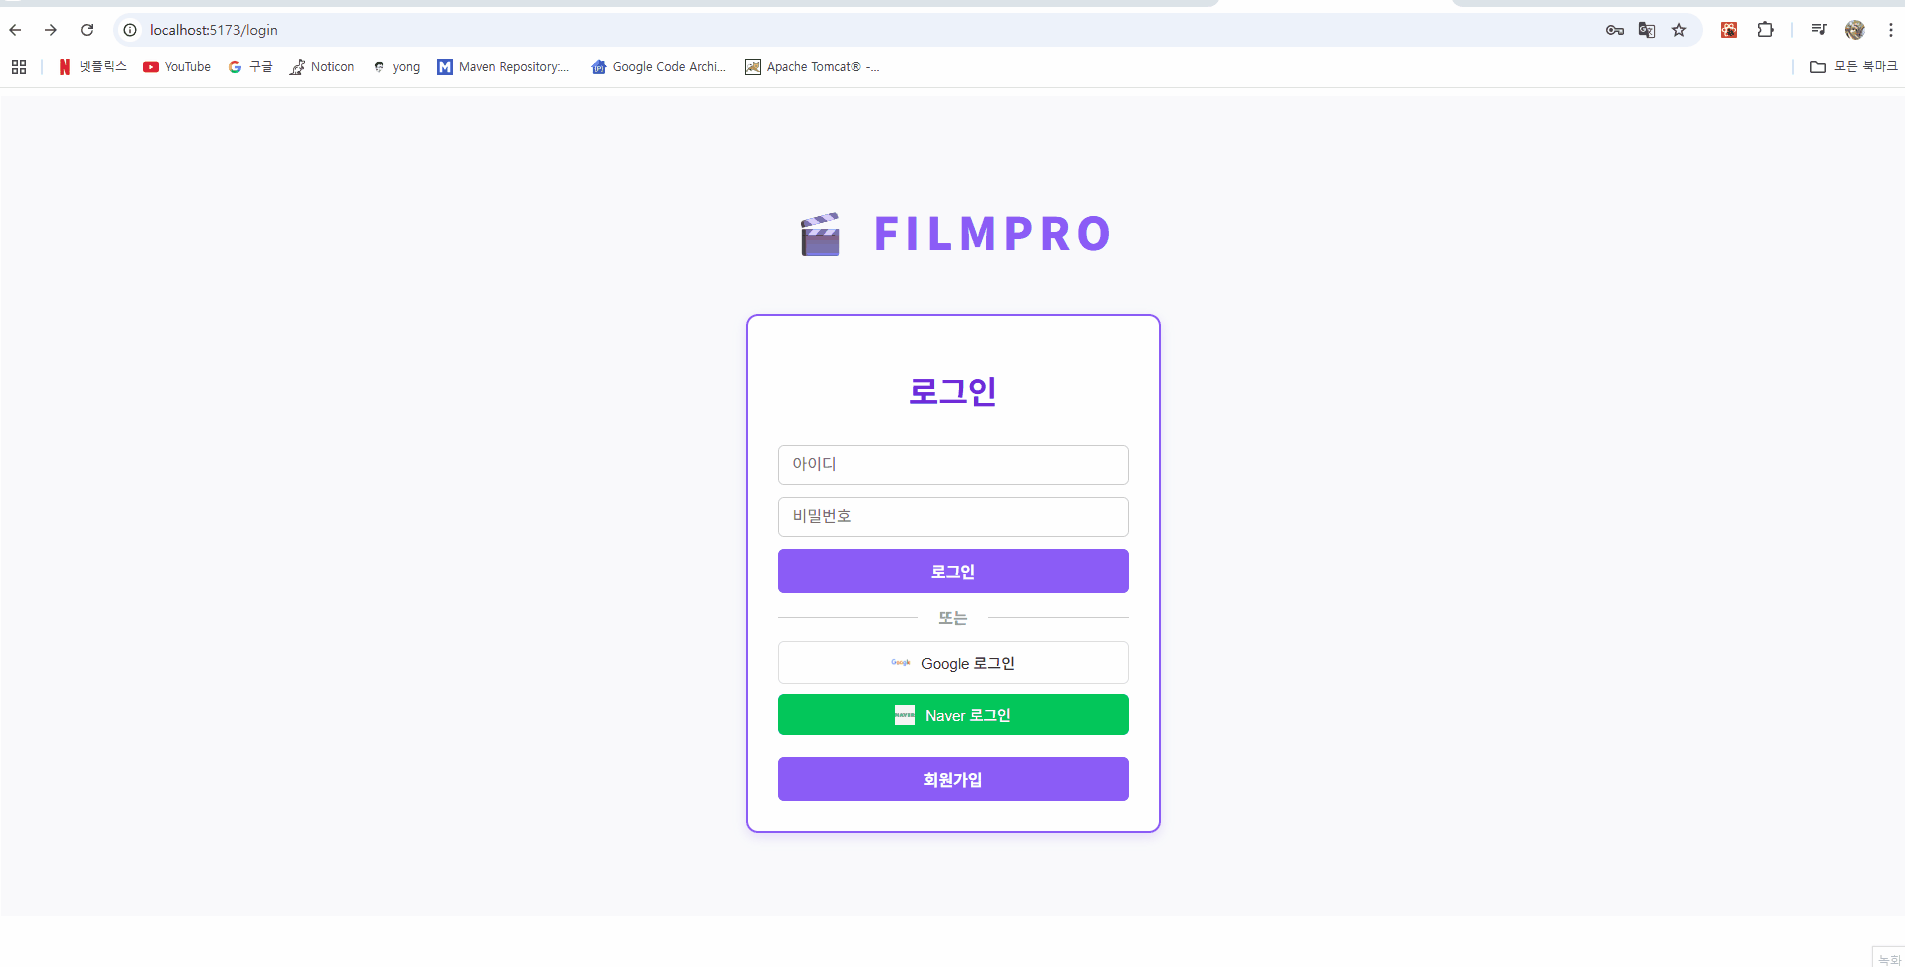 localhost:5173/login
넷플릭스 YouTube 구글 Noticon yong Maven Repository:... Google Code Archi... Apache Tomcat® -... 모든 북마크
FILMPRO
로그인
아이디
비밀번호
로그인
또는
Google Google 로그인
NAVER Naver 로그인
회원가입
녹화